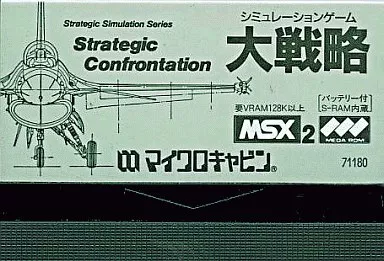 Strategic Simulation Series
Strategic
Confrontation
シミュレーションゲーム
大戦略
要VRAM128K以上
[バッテリー付
S-RAM内蔵]
MSX 2
MEGA ROM
マイクロキャビン®
71180